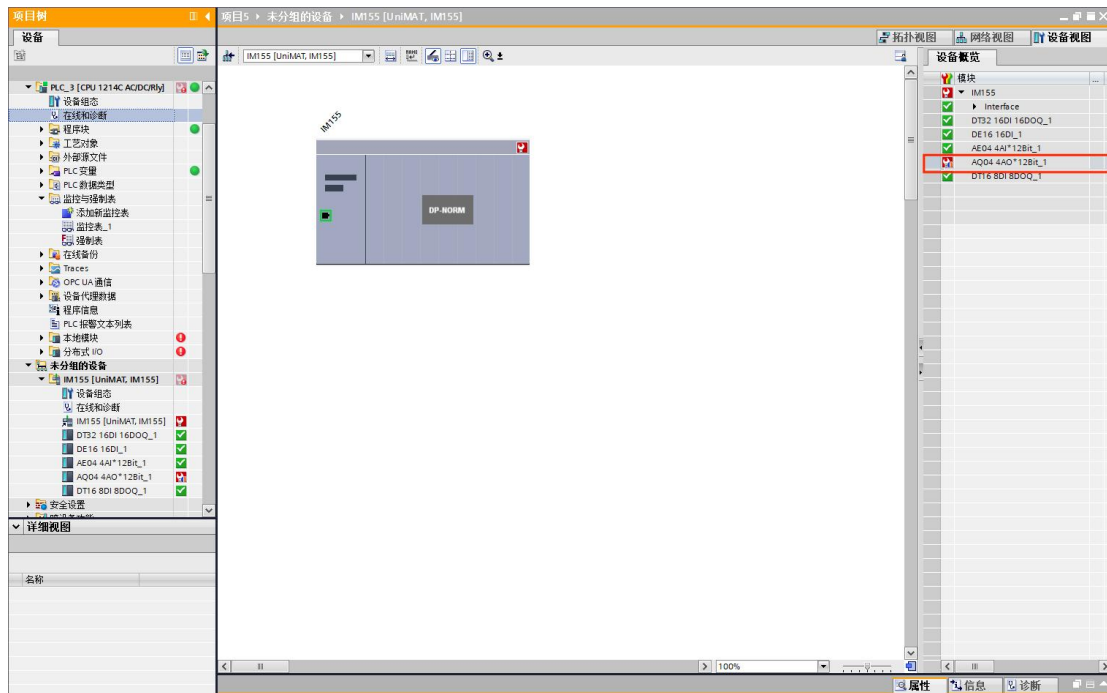 项目树
项目5 ▸ 未分组的设备 ▸ IM155 [UniMAT, IM155]
设备
拓扑视图 网络视图 设备视图
IM155 [UniMAT, IM155]
设备概览
模块 ...
PLC_3 [CPU 1214C AC/DC/Rly]
设备组态
在线和诊断
程序块
工艺对象
外部源文件
PLC 变量
PLC 数据类型
监控与强制表
添加新监控表
监控表_1
强制表
在线备份
Traces
OPC UA 通信
设备代理数据
程序信息
PLC 报警文本列表
本地模块
分布式 I/O
未分组的设备
IM155 [UniMAT, IM155]
设备组态
在线和诊断
IM155 [UniMAT, IM155]
DT32 16DI 16DOQ_1
DE16 16DI_1
AE04 4AI*12Bit_1
AQ04 4AO*12Bit_1
DT16 8DI 8DOQ_1
安全设置
IM155
DP-NORM
IM155
Interface
DT32 16DI 16DOQ_1
DE16 16DI_1
AE04 4AI*12Bit_1
AQ04 4AO*12Bit_1
DT16 8DI 8DOQ_1
详细视图
名称
100%
属性 信息 诊断